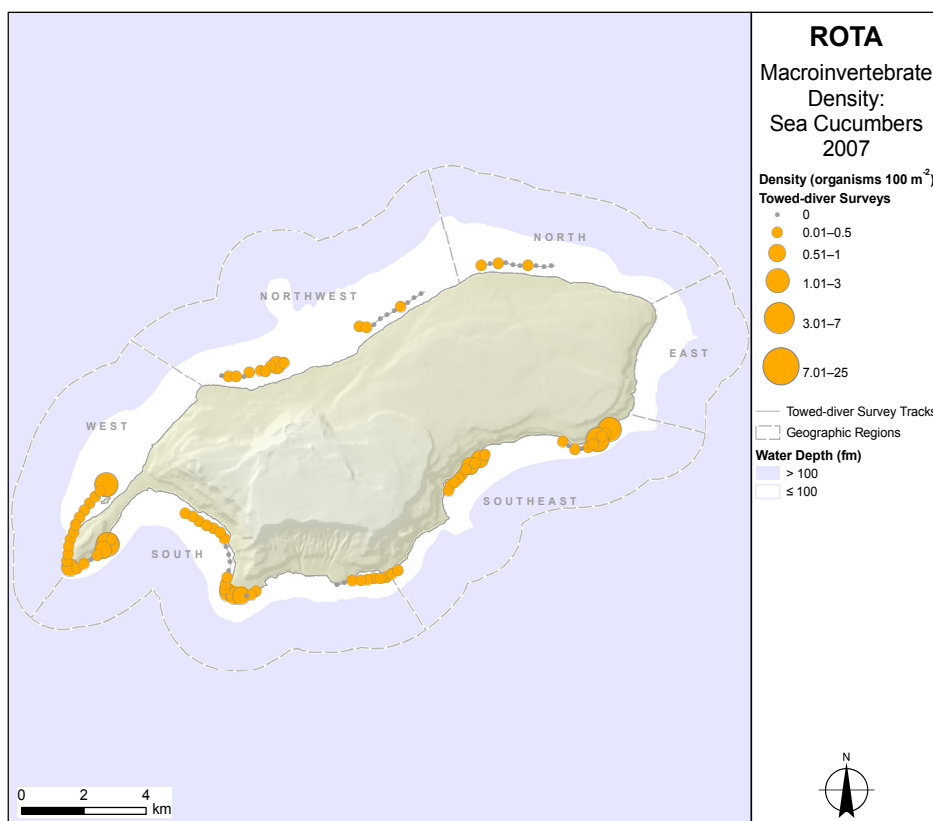 ROTA
Macroinvertebrate
Density:
Sea Cucumbers
2007
Density (organisms 100 m⁻²)
Towed-diver Surveys
0
0.01–0.5
0.51–1
1.01–3
3.01–7
7.01–25
Towed-diver Survey Tracks
Geographic Regions
Water Depth (fm)
> 100
≤ 100
NORTH
NORTHWEST
EAST
WEST
SOUTHEAST
SOUTH
N
0 2 4
km